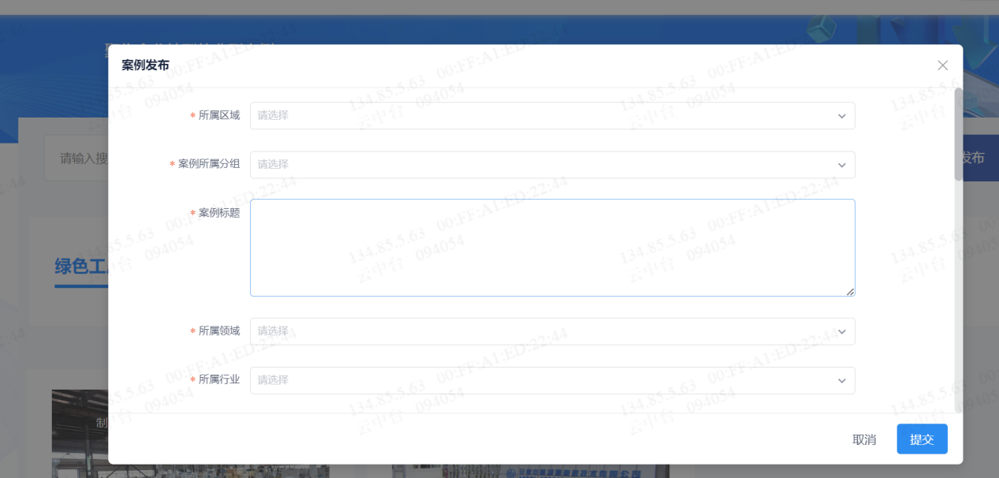 案例发布
* 所属区域 请选择
请输入搜
* 案例所属分组 请选择
发布
* 案例标题
绿色工
* 所属领域 请选择
* 所属行业 请选择
制
取消 提交
134.85.5.63 00:FF:A1:ED:22:44
云中台 094054